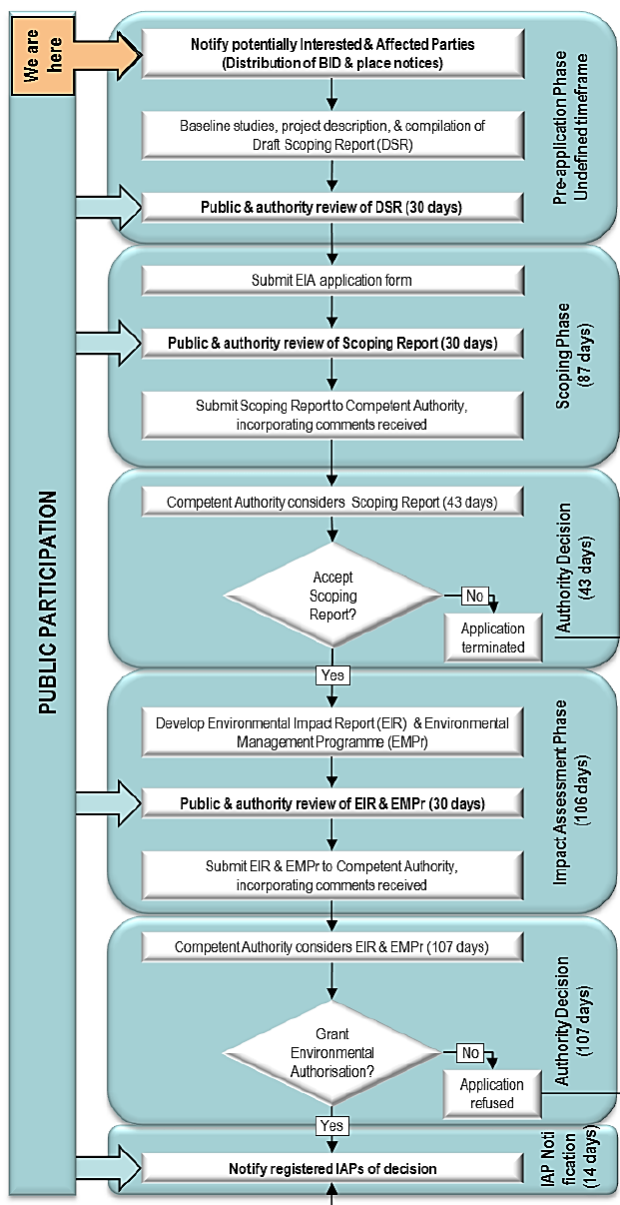 We are
here
PUBLIC PARTICIPATION
Notify potentially Interested & Affected Parties
(Distribution of BID & place notices)
Baseline studies, project description, & compilation of
Draft Scoping Report (DSR)
Public & authority review of DSR (30 days)
Pre-application Phase
Undefined timeframe
Submit EIA application form
Public & authority review of Scoping Report (30 days)
Submit Scoping Report to Competent Authority,
incorporating comments received
Scoping Phase
(87 days)
Competent Authority considers Scoping Report (43 days)
Accept
Scoping
Report?
No
Application
terminated
Authority Decision
(43 days)
Yes
Develop Environmental Impact Report (EIR) & Environmental
Management Programme (EMPr)
Public & authority review of EIR & EMPr (30 days)
Submit EIR & EMPr to Competent Authority,
incorporating comments received
Impact Assessment Phase
(106 days)
Competent Authority considers EIR & EMPr (107 days)
Grant
Environmental
Authorisation?
No
Application
refused
Authority Decision
(107 days)
Yes
Notify registered IAPs of decision
IAP Noti
fication
(14 days)